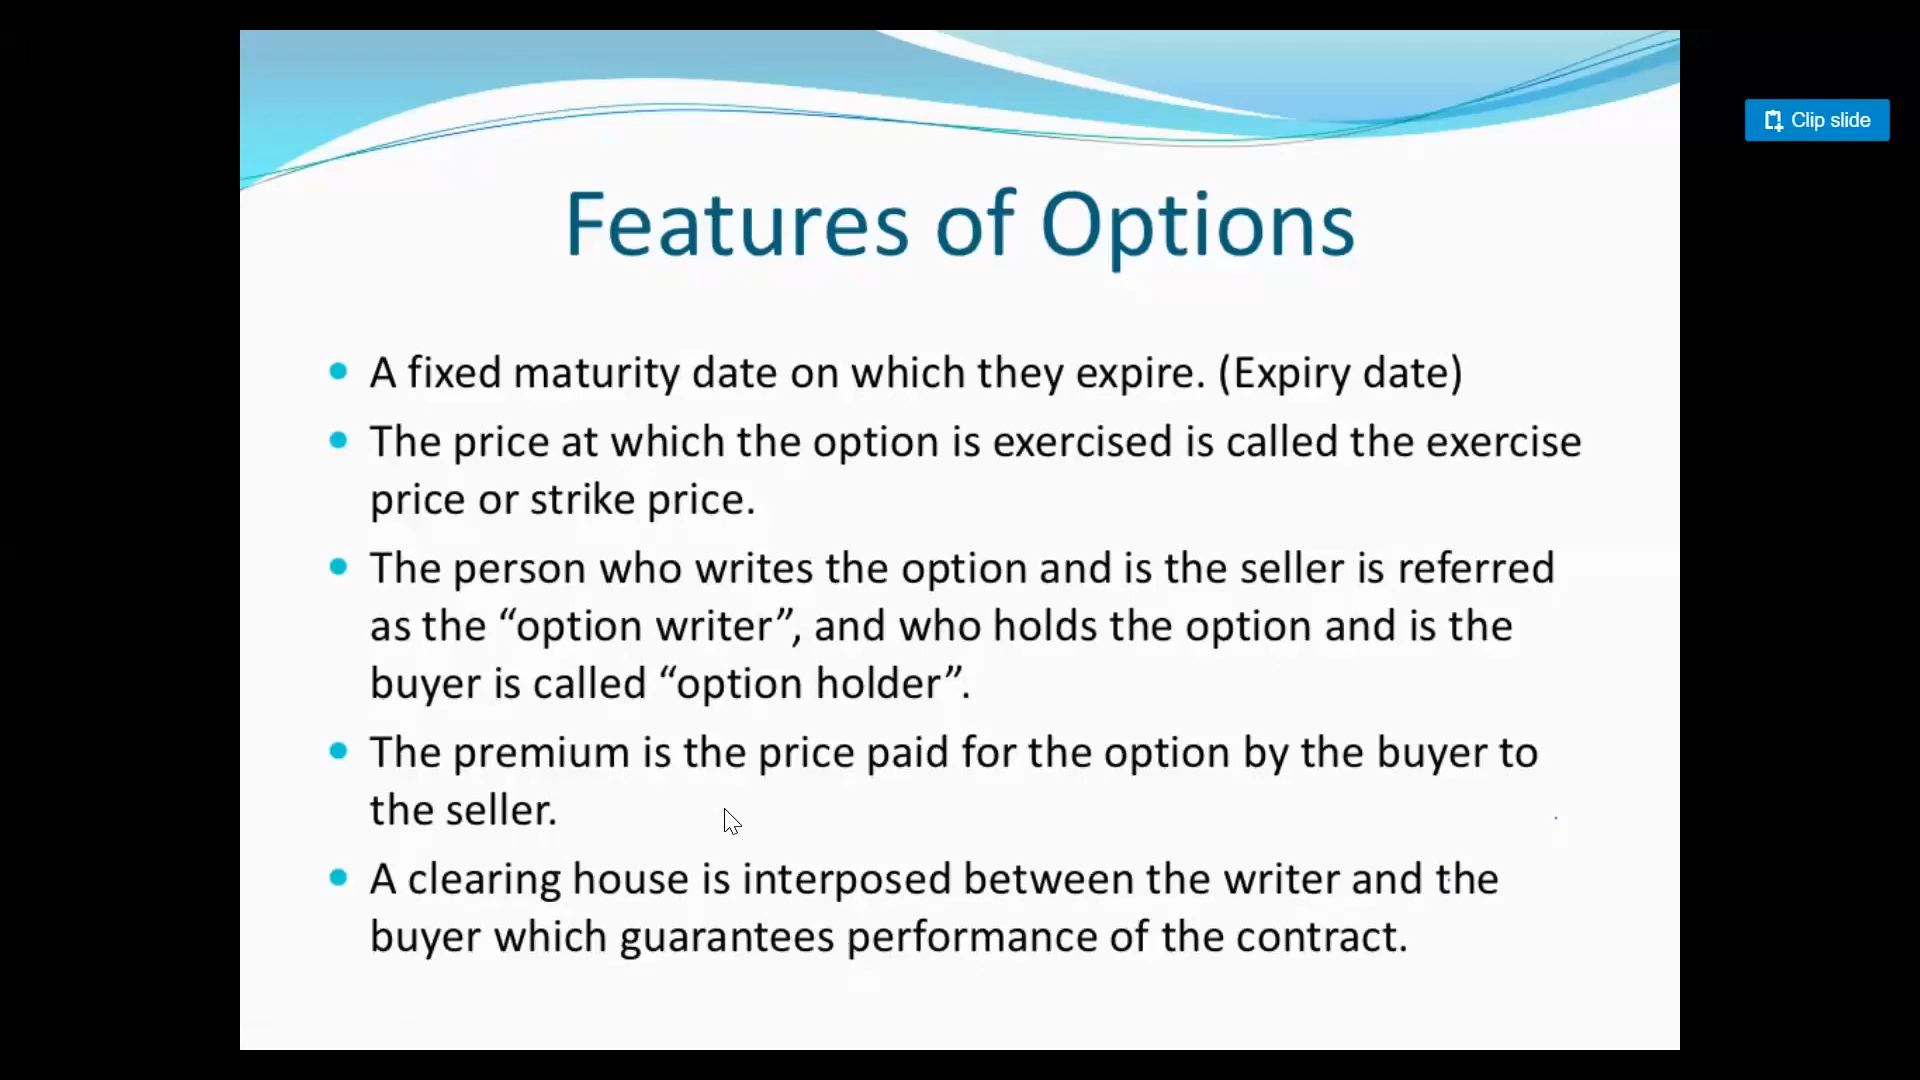 Clip slide
Features of Options
A fixed maturity date on which they expire. (Expiry date)
The price at which the option is exercised is called the exercise
price or strike price.
The person who writes the option and is the seller is referred
as the “option writer”, and who holds the option and is the
buyer is called “option holder”.
The premium is the price paid for the option by the buyer to
the seller.
A clearing house is interposed between the writer and the
buyer which guarantees performance of the contract.